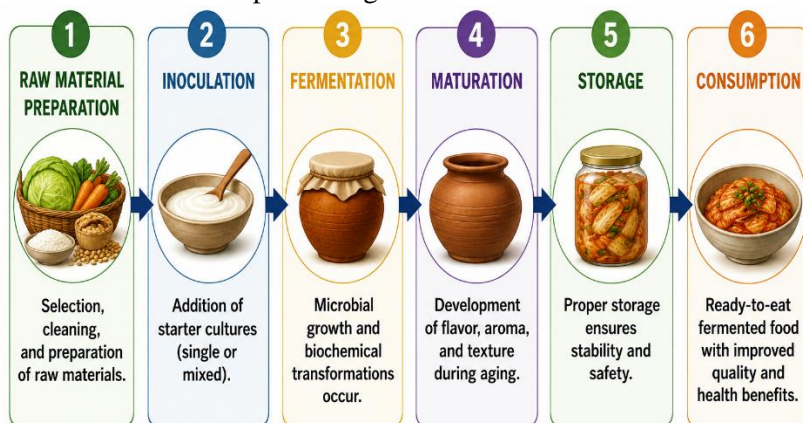 1
RAW MATERIAL
PREPARATION
Selection,
cleaning,
and preparation
of raw materials.
2
INOCULATION
Addition of
starter cultures
(single or
mixed).
3
FERMENTATION
Microbial
growth and
biochemical
transformations
occur.
4
MATURATION
Development
of flavor, aroma,
and texture
during aging.
5
STORAGE
Proper storage
ensures
stability and
safety.
6
CONSUMPTION
Ready-to-eat
fermented food
with improved
quality and
health benefits.